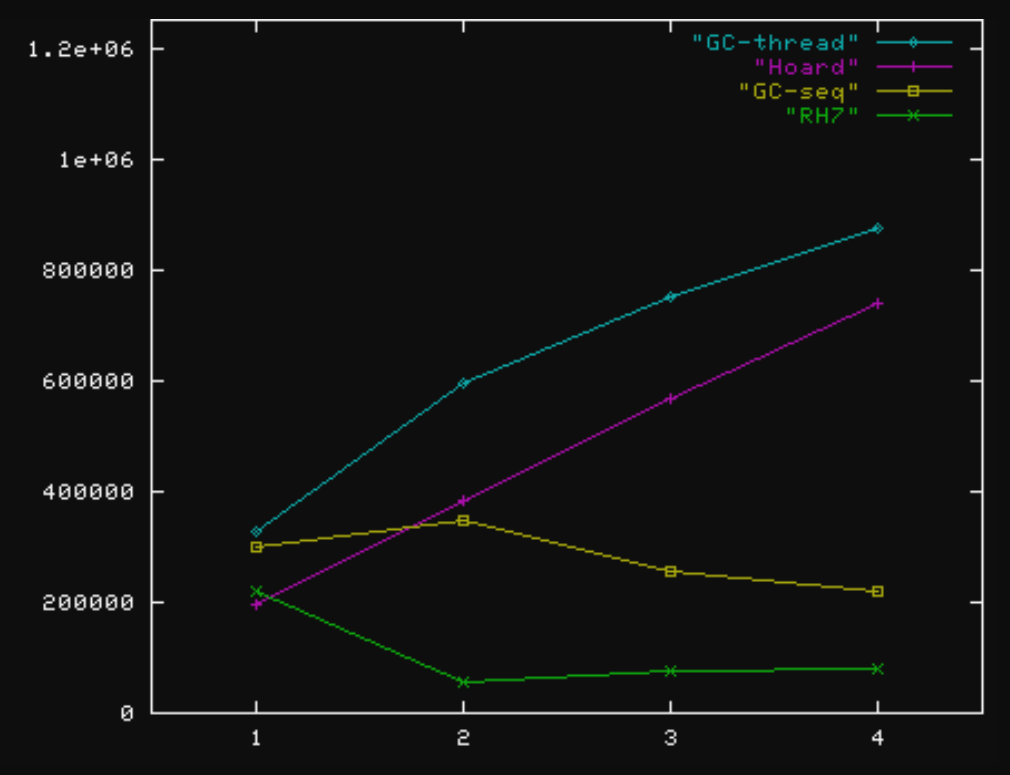 1.2e+06
1e+06
800000
600000
400000
200000
0
"GC-thread"
"Hoard"
"GC-seq"
"RH7"
1 2 3 4